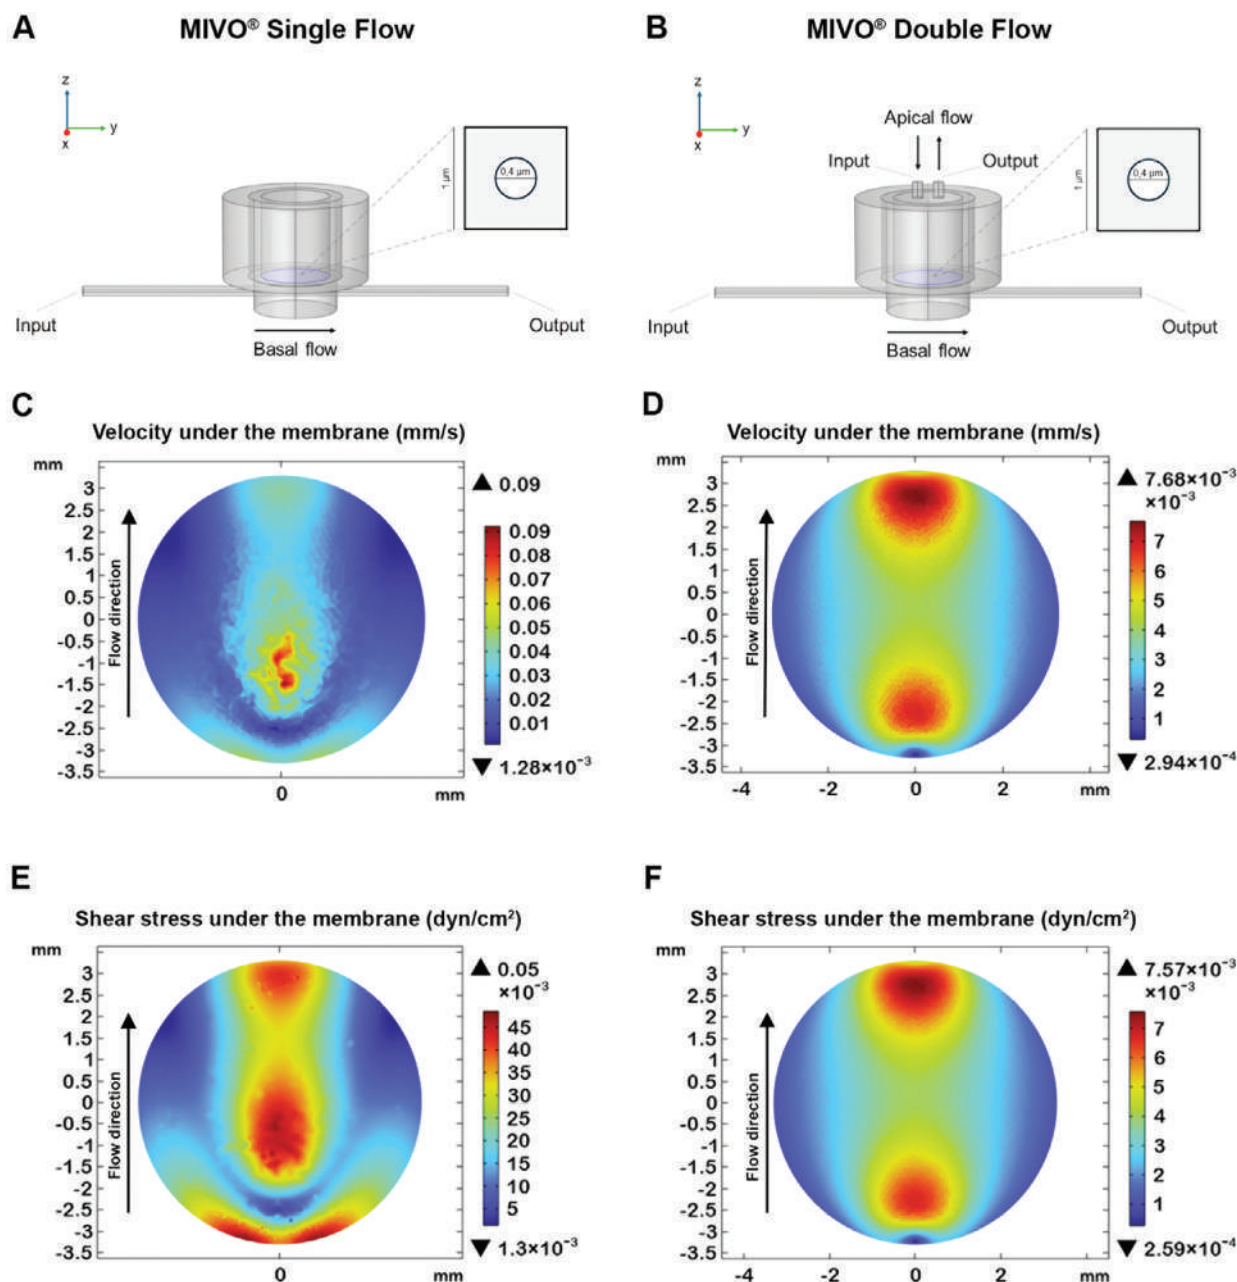 A
MIVO® Single Flow
B
MIVO® Double Flow
z
y
x
1 µm
0,4 µm
Input
Output
Basal flow
z
y
x
Apical flow
Input
Output
1 µm
0,4 µm
Input
Output
Basal flow
C
Velocity under the membrane (mm/s)
mm
3
2.5
2
1.5
1
0.5
0
-0.5
-1
-1.5
-2
-2.5
-3
-3.5
Flow direction
0
mm
▲ 0.09
0.09
0.08
0.07
0.06
0.05
0.04
0.03
0.02
0.01
▼ 1.28×10⁻³
D
Velocity under the membrane (mm/s)
mm
3
2.5
2
1.5
1
0.5
0
-0.5
-1
-1.5
-2
-2.5
-3
-3.5
Flow direction
-4 -2 0 2 mm
▲ 7.68×10⁻³
×10⁻³
7
6
5
4
3
2
1
▼ 2.94×10⁻⁴
E
Shear stress under the membrane (dyn/cm²)
mm
3
2.5
2
1.5
1
0.5
0
-0.5
-1
-1.5
-2
-2.5
-3
-3.5
Flow direction
0
mm
▲ 0.05
×10⁻³
45
40
35
30
25
20
15
10
5
▼ 1.3×10⁻³
F
Shear stress under the membrane (dyn/cm²)
mm
3
2.5
2
1.5
1
0.5
0
-0.5
-1
-1.5
-2
-2.5
-3
-3.5
Flow direction
-4 -2 0 2 mm
▲ 7.57×10⁻³
×10⁻³
7
6
5
4
3
2
1
▼ 2.59×10⁻⁴